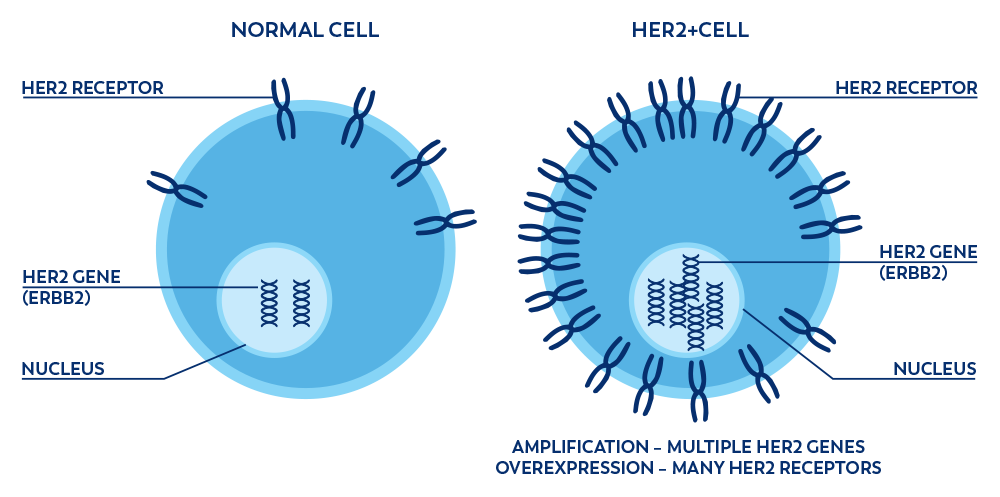 NORMAL CELL
HER2+CELL
HER2 RECEPTOR
HER2 RECEPTOR
HER2 GENE
(ERBB2)
HER2 GENE
(ERBB2)
NUCLEUS
NUCLEUS
AMPLIFICATION – MULTIPLE HER2 GENES
OVEREXPRESSION – MANY HER2 RECEPTORS